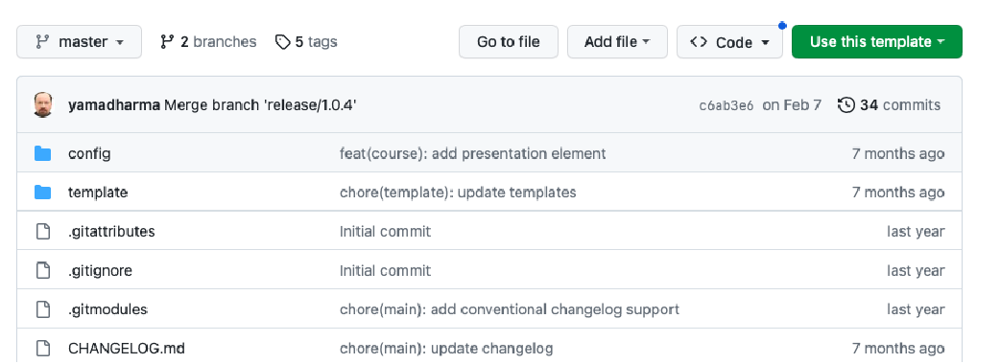 master 2 branches 5 tags Go to file Add file Code Use this template
yamadharma Merge branch 'release/1.0.4' c6ab3e6 on Feb 7 34 commits
config feat(course): add presentation element 7 months ago
template chore(template): update templates 7 months ago
.gitattributes Initial commit last year
.gitignore Initial commit last year
.gitmodules chore(main): add conventional changelog support last year
CHANGELOG.md chore(main): update changelog 7 months ago